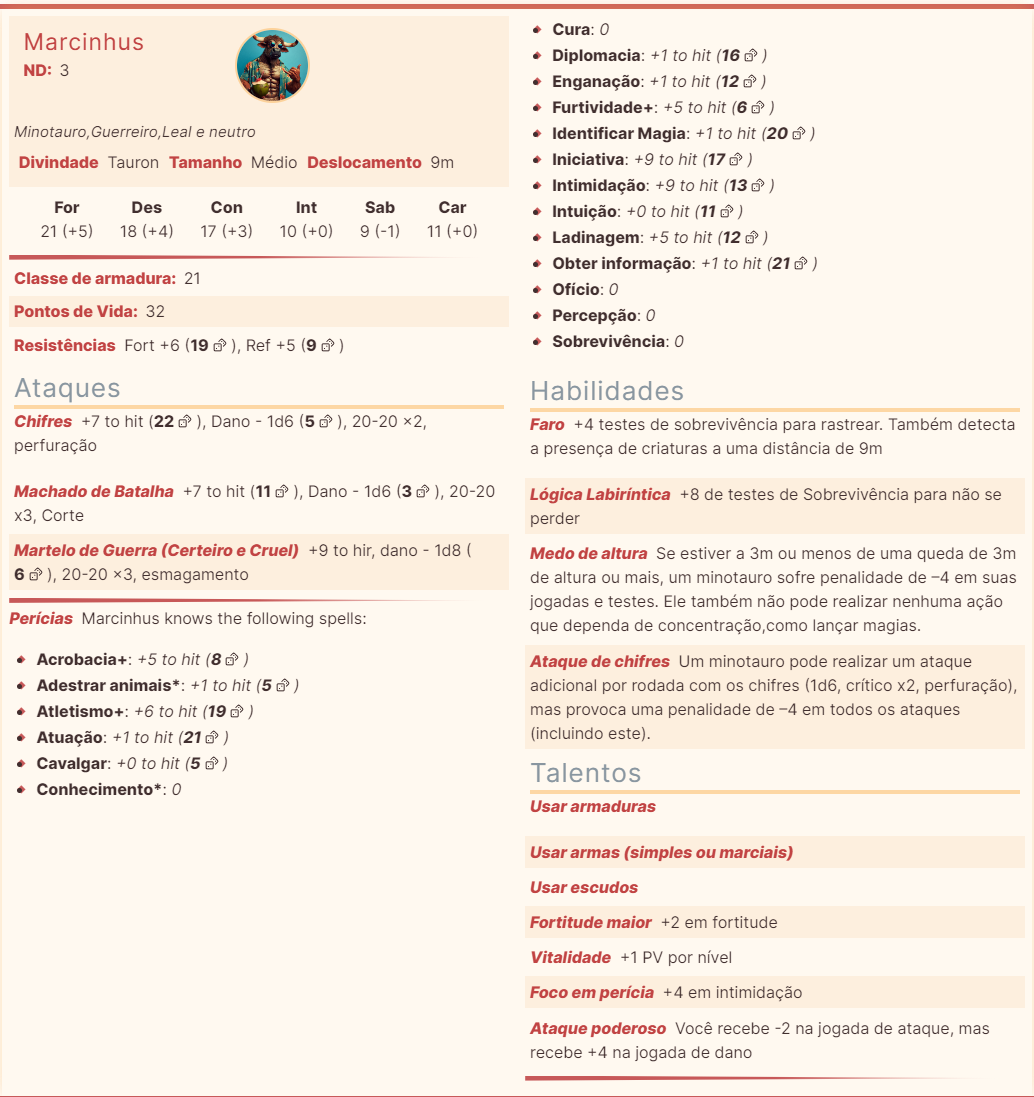 Marcinhus
ND: 3
Minotauro,Guerreiro,Leal e neutro
Divindade Tauron Tamanho Médio Deslocamento 9m
For Des Con Int Sab Car
21 (+5) 18 (+4) 17 (+3) 10 (+0) 9 (-1) 11 (+0)
Classe de armadura: 21
Pontos de Vida: 32
Resistências Fort +6 (19 ), Ref +5 (9 )
Ataques
Chifres +7 to hit (22 ), Dano - 1d6 (5 ), 20-20 ×2,
perfuração
Machado de Batalha +7 to hit (11 ), Dano - 1d6 (3 ), 20-20
x3, Corte
Martelo de Guerra (Certeiro e Cruel) +9 to hir, dano - 1d8 (
6 ), 20-20 ×3, esmagamento
Perícias Marcinhus knows the following spells:
Acrobacia+: +5 to hit (8 )
Adestrar animais*: +1 to hit (5 )
Atletismo+: +6 to hit (19 )
Atuação: +1 to hit (21 )
Cavalgar: +0 to hit (5 )
Conhecimento*: 0
Cura: 0
Diplomacia: +1 to hit (16 )
Enganação: +1 to hit (12 )
Furtividade+: +5 to hit (6 )
Identificar Magia: +1 to hit (20 )
Iniciativa: +9 to hit (17 )
Intimidação: +9 to hit (13 )
Intuição: +0 to hit (11 )
Ladinagem: +5 to hit (12 )
Obter informação: +1 to hit (21 )
Ofício: 0
Percepção: 0
Sobrevivência: 0
Habilidades
Faro +4 testes de sobrevivência para rastrear. Também detecta
a presença de criaturas a uma distância de 9m
Lógica Labiríntica +8 de testes de Sobrevivência para não se
perder
Medo de altura Se estiver a 3m ou menos de uma queda de 3m
de altura ou mais, um minotauro sofre penalidade de –4 em suas
jogadas e testes. Ele também não pode realizar nenhuma ação
que dependa de concentração,como lançar magias.
Ataque de chifres Um minotauro pode realizar um ataque
adicional por rodada com os chifres (1d6, crítico x2, perfuração),
mas provoca uma penalidade de –4 em todos os ataques
(incluindo este).
Talentos
Usar armaduras
Usar armas (simples ou marciais)
Usar escudos
Fortitude maior +2 em fortitude
Vitalidade +1 PV por nível
Foco em perícia +4 em intimidação
Ataque poderoso Você recebe -2 na jogada de ataque, mas
recebe +4 na jogada de dano